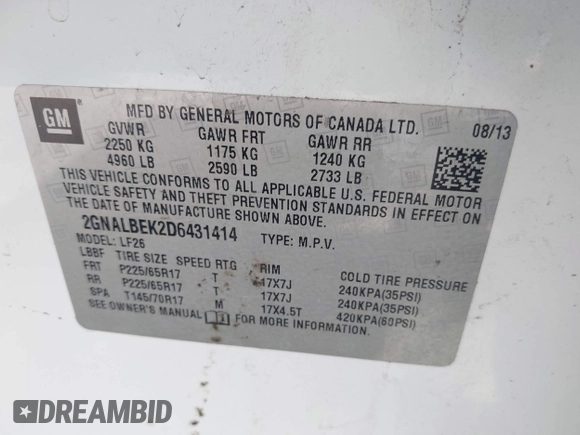 GM
MFD BY GENERAL MOTORS OF CANADA LTD. 08/13
GVWR GAWR FRT GAWR RR
2250 KG 1175 KG 1240 KG
4960 LB 2590 LB 2733 LB
THIS VEHICLE CONFORMS TO ALL APPLICABLE U.S. FEDERAL MOTOR
VEHICLE SAFETY AND THEFT PREVENTION STANDARDS IN EFFECT ON
THE DATE OF MANUFACTURE SHOWN ABOVE.
2GNALBEK2D6431414 TYPE: M.P.V.
MODEL: LF26
LBBF TIRE SIZE SPEED RTG RIM COLD TIRE PRESSURE
FRT P225/65R17 T 17X7J 240KPA(35PSI)
RR P225/65R17 T 17X7J 240KPA(35PSI)
SPA T145/70R17 M 17X4.5T 420KPA(60PSI)
SEE OWNER'S MANUAL FOR MORE INFORMATION.
DREAMBID